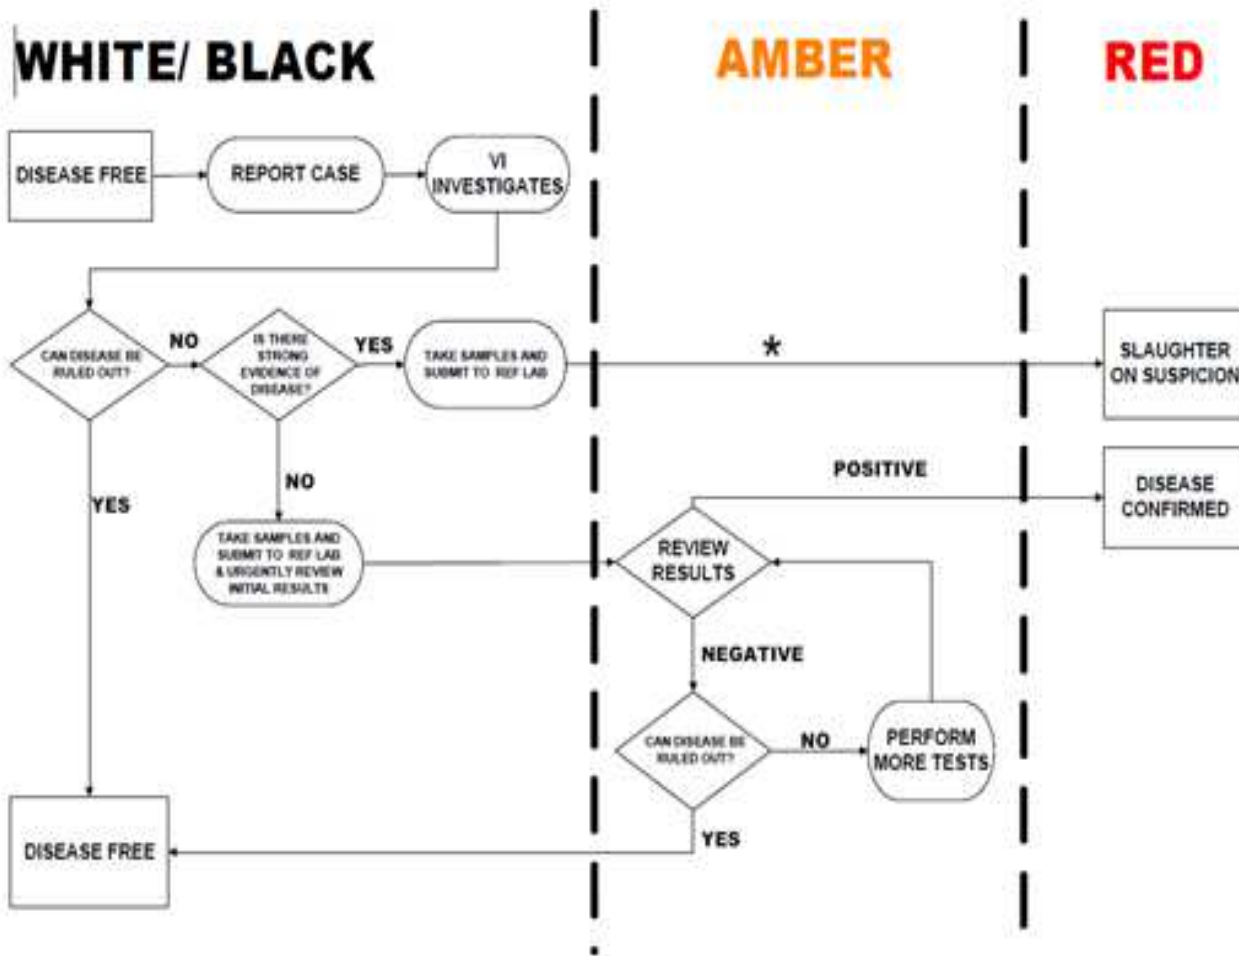 WHITE/ BLACK
AMBER
RED
DISEASE FREE
REPORT CASE
VI
INVESTIGATES
CAN DISEASE BE
RULED OUT?
NO
IS THERE
STRONG
EVIDENCE OF
DISEASE?
YES
TAKE SAMPLES AND
SUBMIT TO REF LAB
*
SLAUGHTER
ON SUSPICION
YES
NO
TAKE SAMPLES AND
SUBMIT TO REF LAB
& URGENTLY REVIEW
INITIAL RESULTS
REVIEW
RESULTS
POSITIVE
DISEASE
CONFIRMED
NEGATIVE
CAN DISEASE BE
RULED OUT?
NO
PERFORM
MORE TESTS
YES
DISEASE FREE